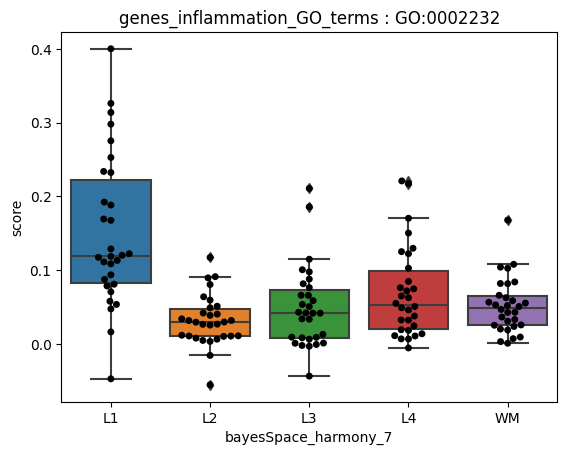 genes_inflammation_GO_terms : GO:0002232
score
0.4
0.3
0.2
0.1
0.0
L1 L2 L3 L4 WM
bayesSpace_harmony_7